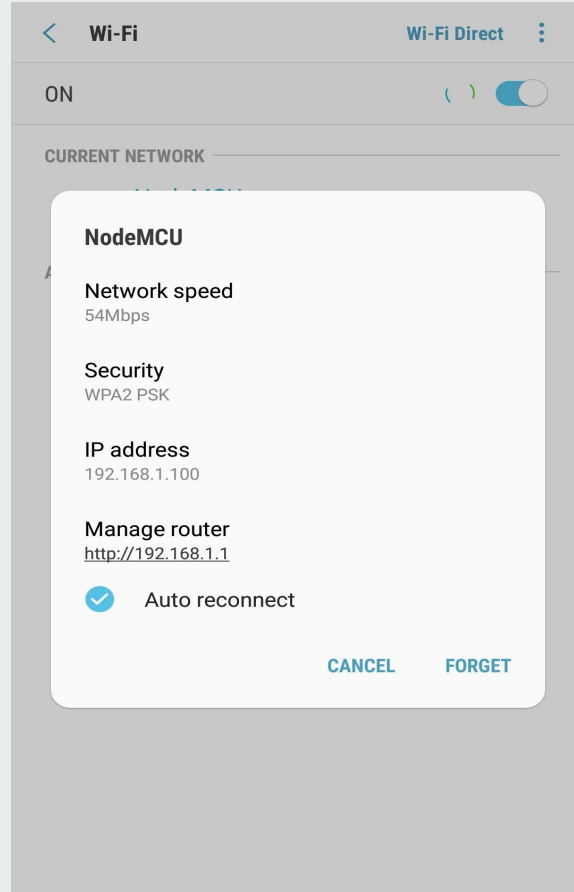 Wi-Fi Wi-Fi Direct
ON
CURRENT NETWORK
NodeMCU
NodeMCU
Network speed
54Mbps
Security
WPA2 PSK
IP address
192.168.1.100
Manage router
http://192.168.1.1
Auto reconnect
CANCEL FORGET